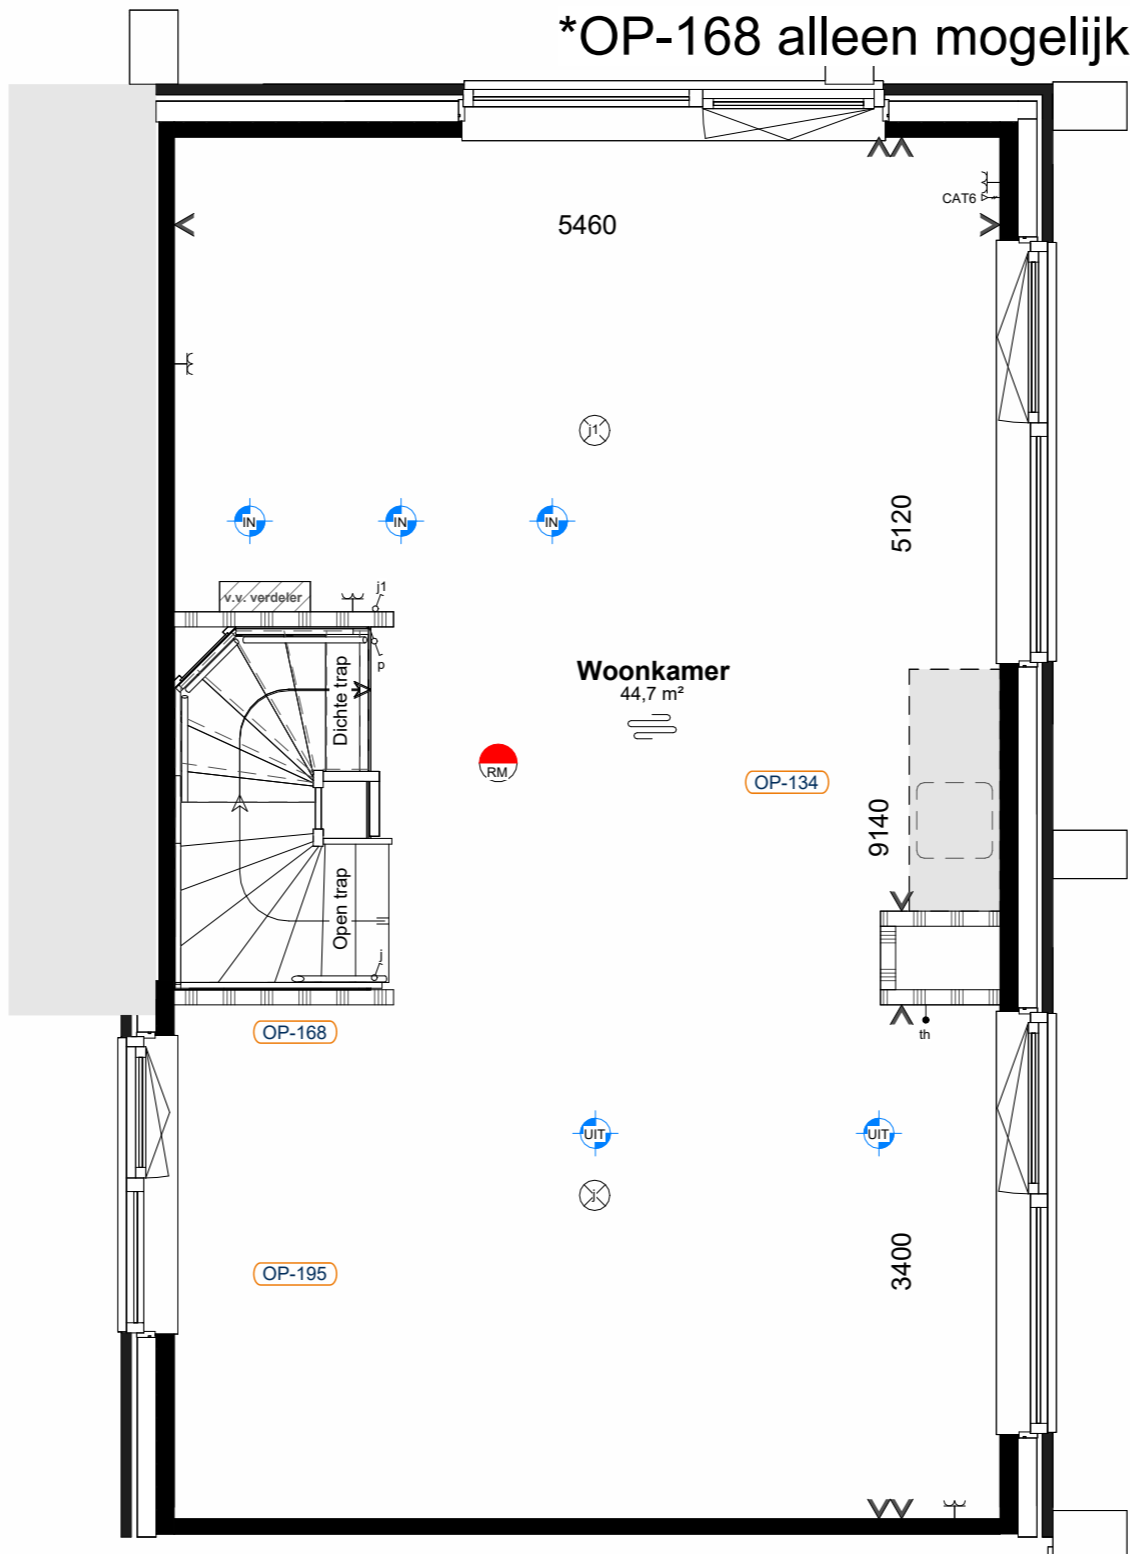 *OP-168 alleen mogelijk
CAT6
5460
j1
5120
IN
IN
IN
v.v. verdeler
j1
p
Dichte trap
Woonkamer
44,7 m²
RM
OP-134
9140
Open trap
j
OP-168
th
UIT
UIT
j
OP-195
3400